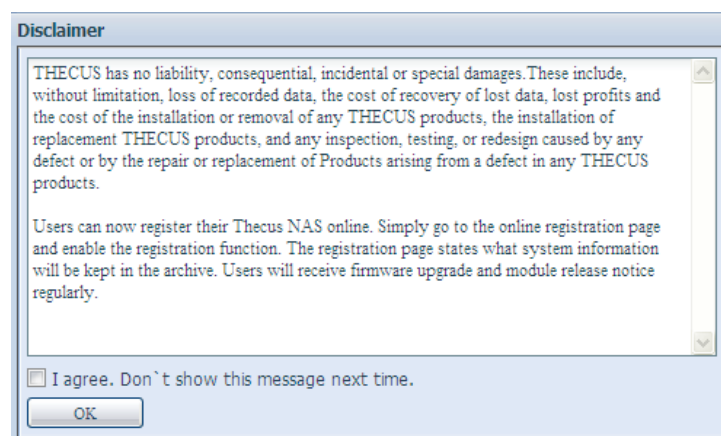 Disclaimer
THECUS has no liability, consequential, incidental or special damages.These include,
without limitation, loss of recorded data, the cost of recovery of lost data, lost profits and
the cost of the installation or removal of any THECUS products, the installation of
replacement THECUS products, and any inspection, testing, or redesign caused by any
defect or by the repair or replacement of Products arising from a defect in any THECUS
products.
Users can now register their Thecus NAS online. Simply go to the online registration page
and enable the registration function. The registration page states what system information
will be kept in the archive. Users will receive firmware upgrade and module release notice
regularly.
I agree. Don`t show this message next time.
OK